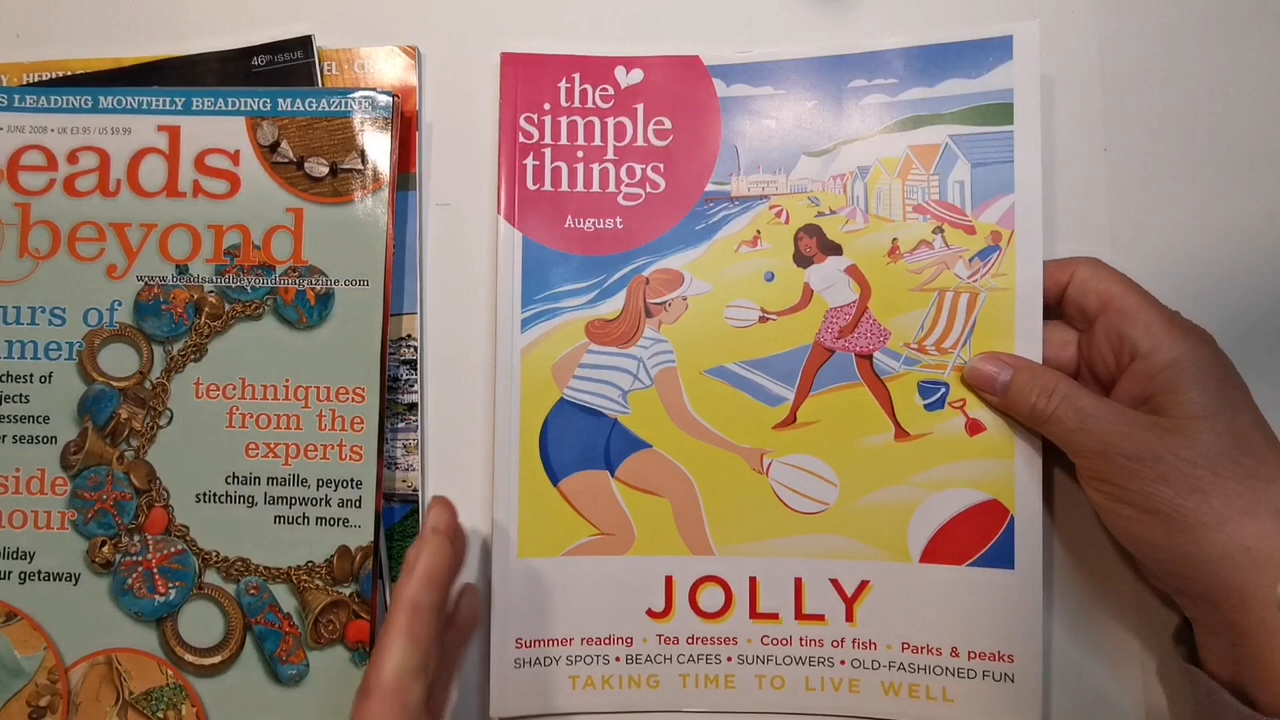 46th ISSUE
S LEADING MONTHLY BEADING MAGAZINE
• JUNE 2008 • UK £3.95 / US $9.99
eads
beyond
www.beadsandbeyondmagazine.com
urs of
mer
chest of
jects
essence
er season
techniques
from the
experts
chain maille, peyote
stitching, lampwork and
much more...
side
our
liday
ur getaway
the
simple
things
August
JOLLY
Summer reading • Tea dresses • Cool tins of fish • Parks & peaks
SHADY SPOTS • BEACH CAFES • SUNFLOWERS • OLD-FASHIONED FUN
TAKING TIME TO LIVE WELL